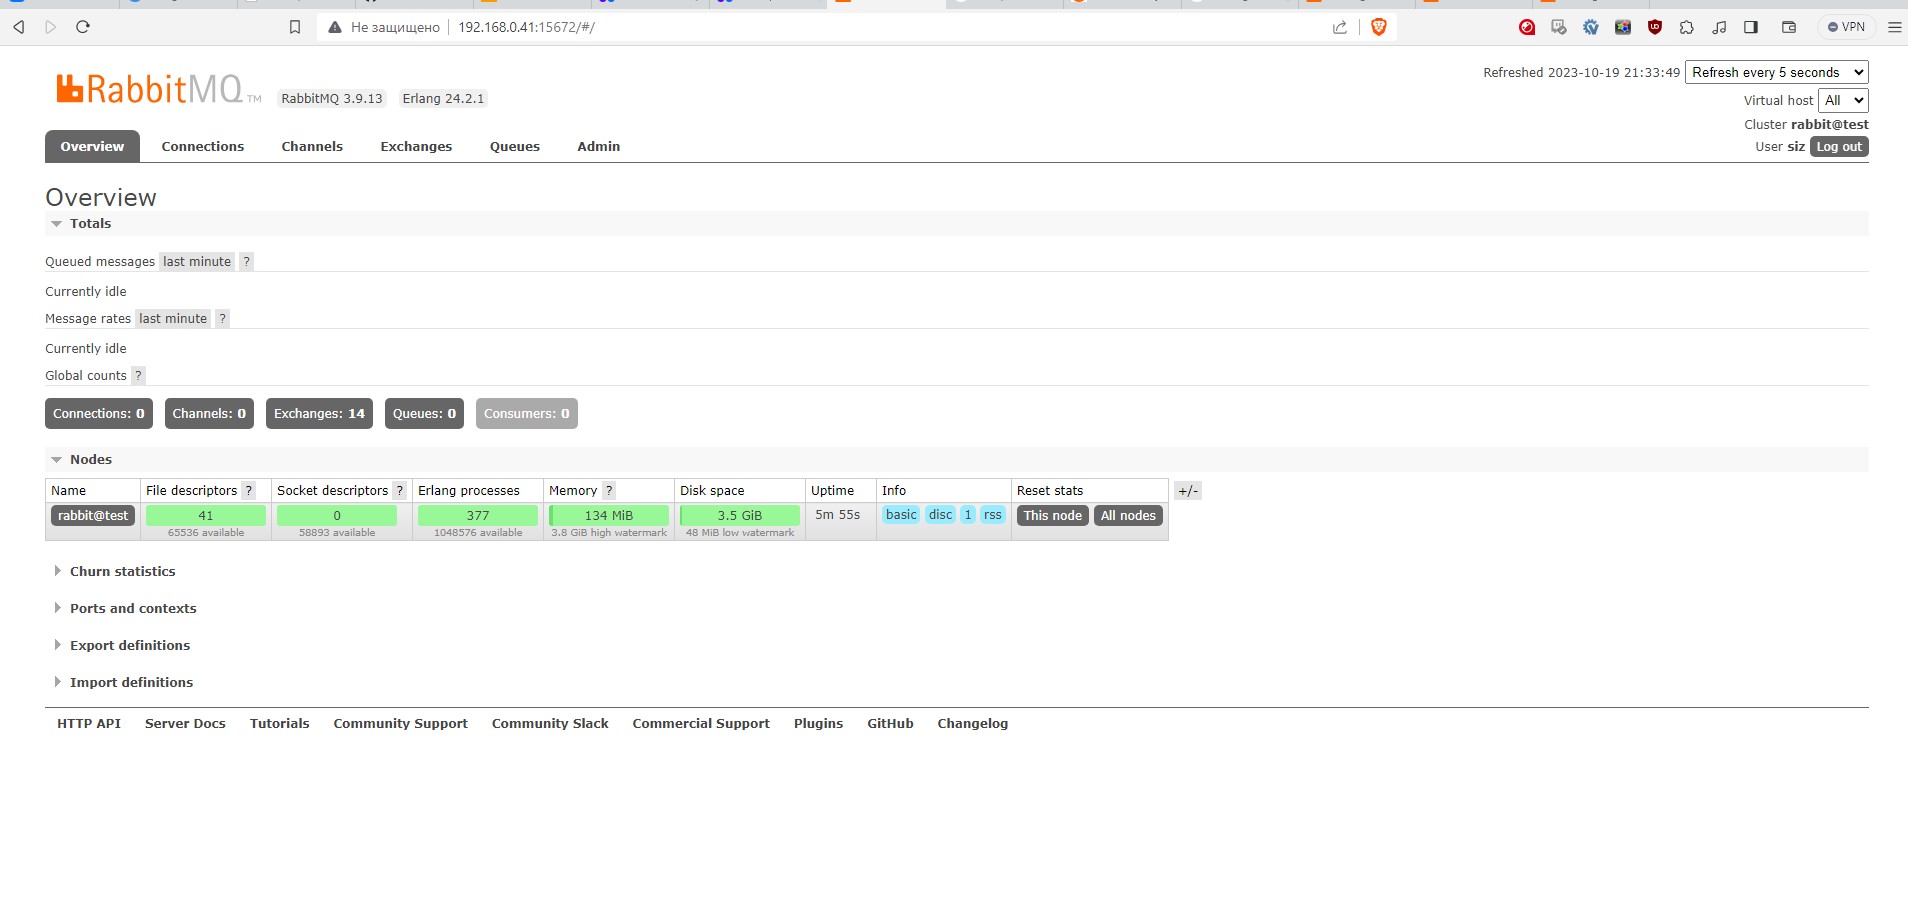 Не защищено 192.168.0.41:15672/#/
VPN
RabbitMQ TM RabbitMQ 3.9.13 Erlang 24.2.1
Refreshed 2023-10-19 21:33:49 Refresh every 5 seconds
Virtual host All
Cluster rabbit@test
User siz Log out
Overview Connections Channels Exchanges Queues Admin
Overview
Totals
Queued messages last minute ?
Currently idle
Message rates last minute ?
Currently idle
Global counts ?
Connections: 0 Channels: 0 Exchanges: 14 Queues: 0 Consumers: 0
Nodes
Name File descriptors ? Socket descriptors ? Erlang processes Memory ? Disk space Uptime Info Reset stats +/-
rabbit@test 41 0 377 134 MiB 3.5 GiB 5m 55s basic disc 1 rss This node All nodes
65536 available 58893 available 1048576 available 3.8 GiB high watermark 48 MiB low watermark
Churn statistics
Ports and contexts
Export definitions
Import definitions
HTTP API Server Docs Tutorials Community Support Community Slack Commercial Support Plugins GitHub Changelog